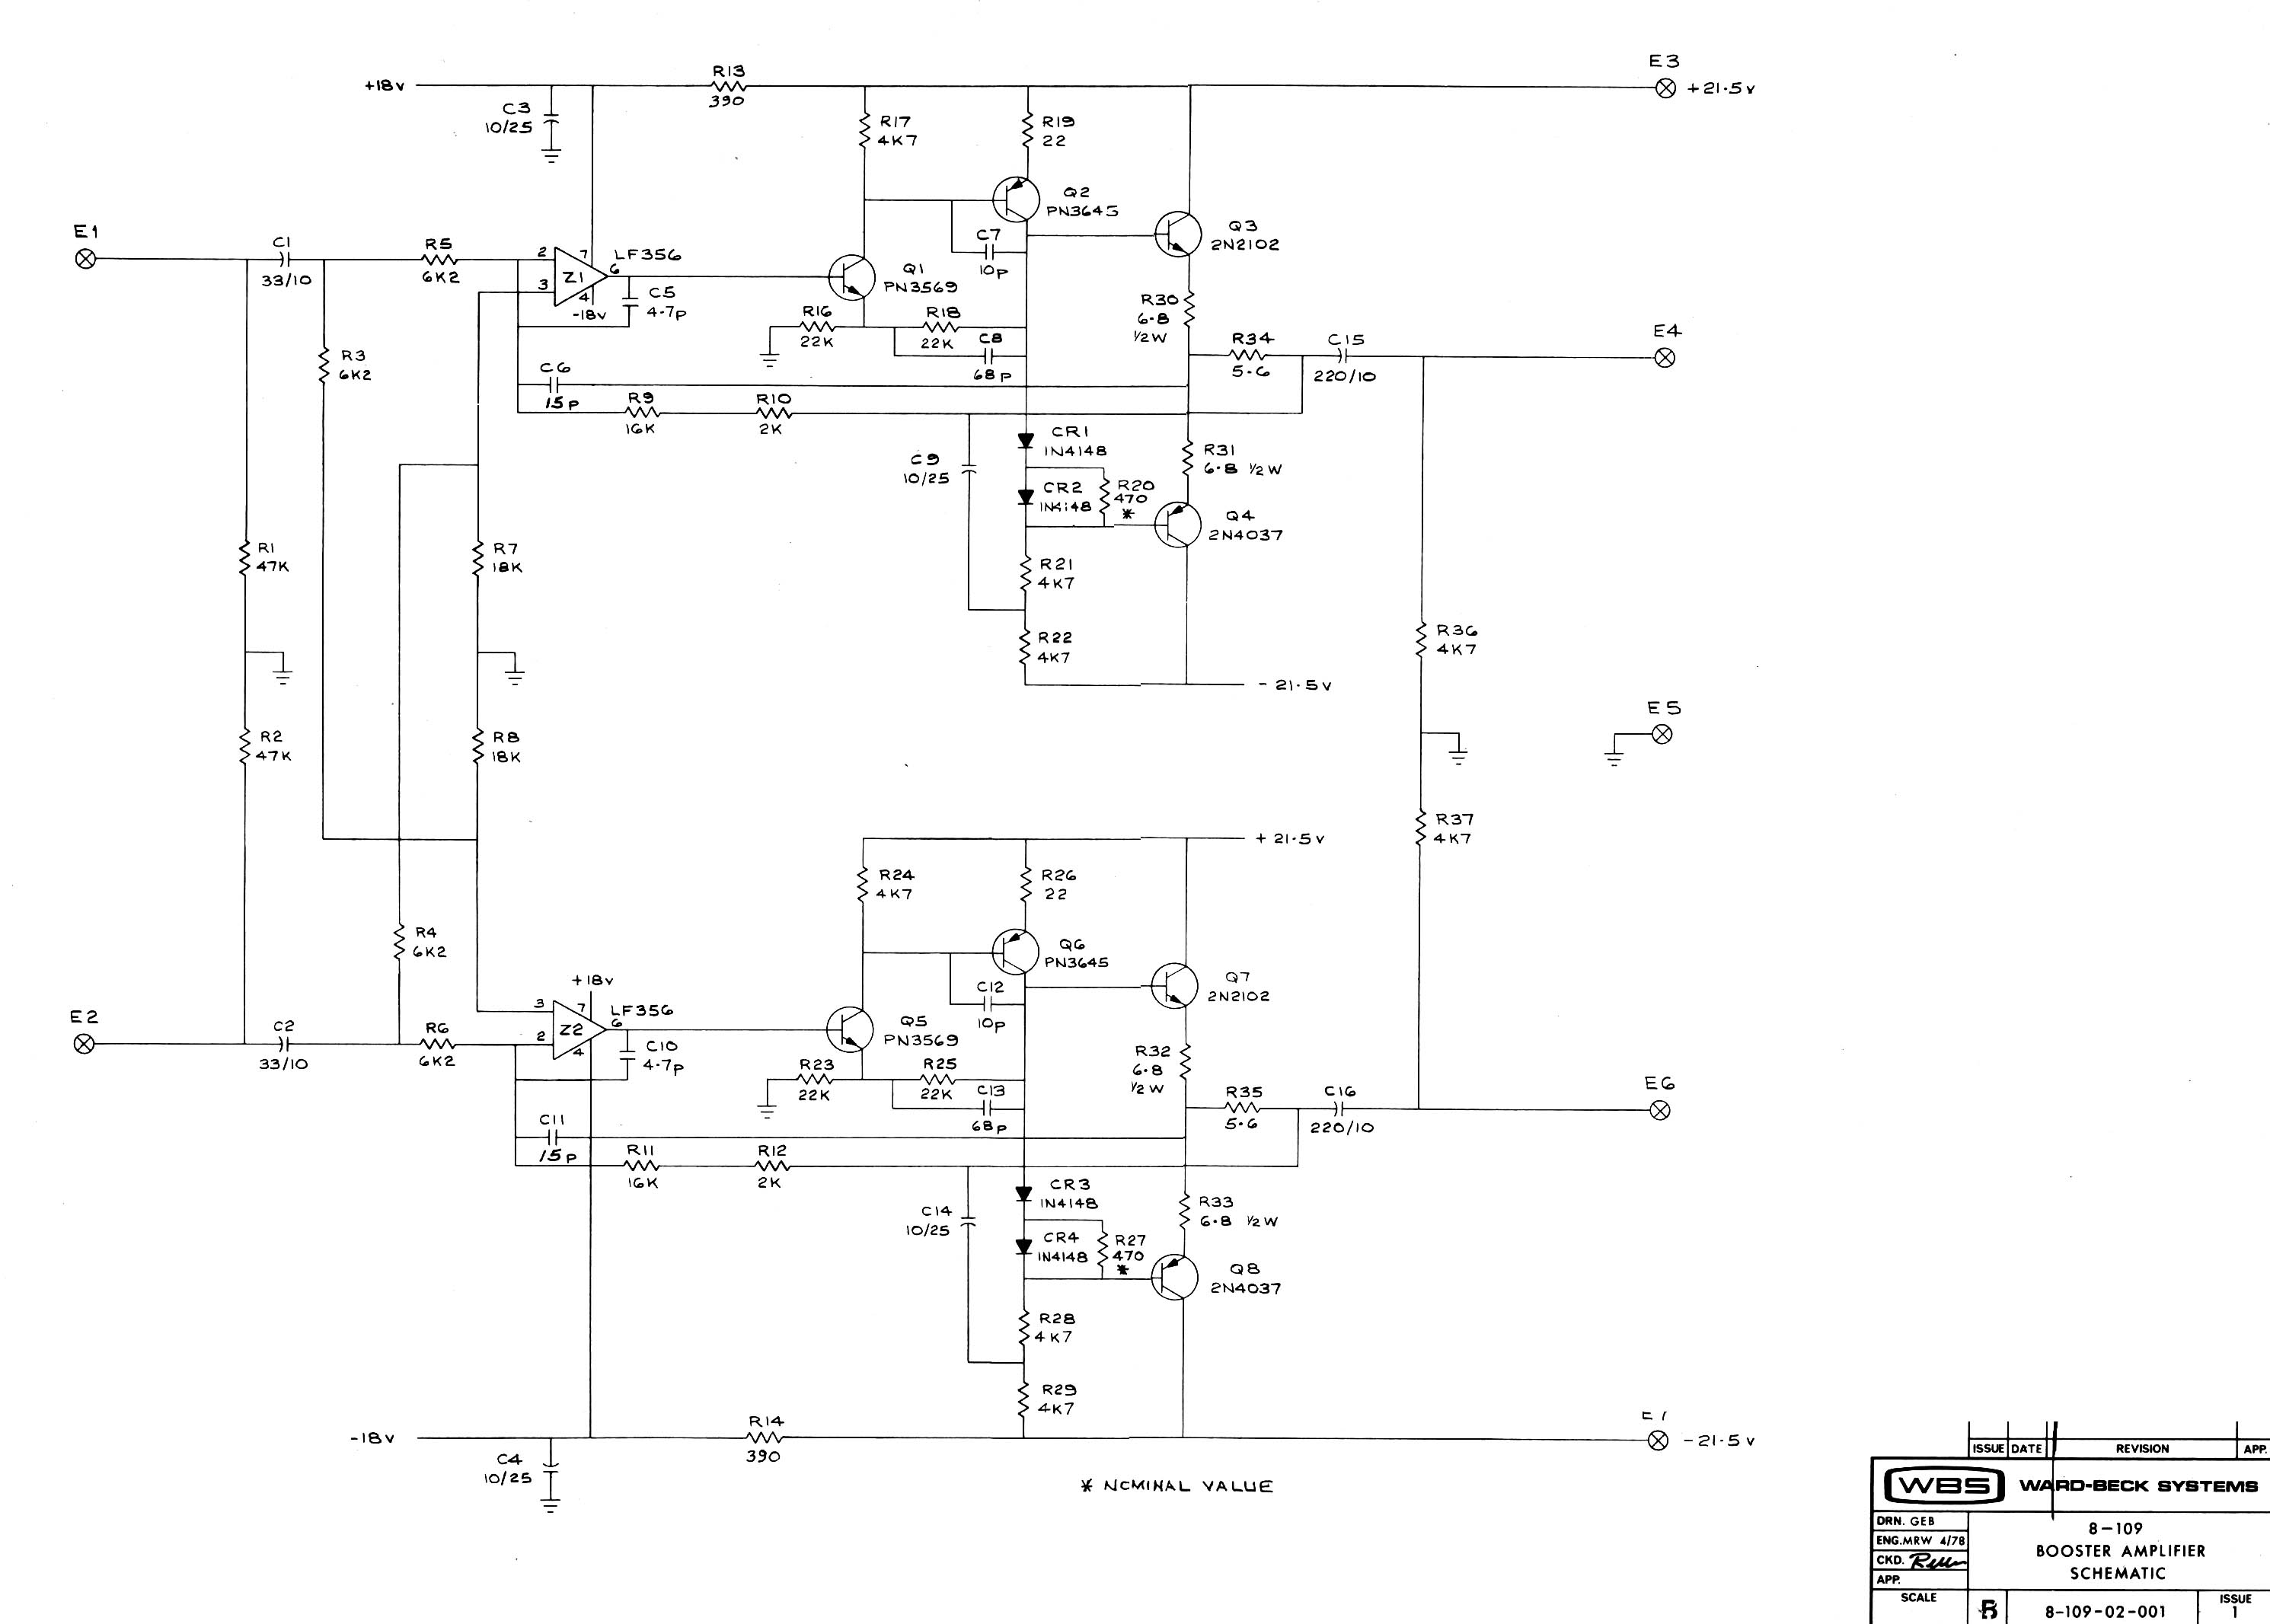 E3
+21.5v
+18v
R13
390
C3
10/25
R17
4K7
R19
22
Q2
PN3645
Q3
2N2102
E1
C1
33/10
R5
6K2
2
7
LF356
Z1
6
3
4
-18v
C5
4.7p
Q1
PN3569
C7
10p
R16
22K
R18
22K
C8
68p
R30
6.8
½W
R34
5.6
C15
220/10
E4
R3
6K2
C6
15p
R9
16K
R10
2K
C9
10/25
CR1
1N4148
CR2
1N4148
R20
470
*
R31
6.8 ½W
Q4
2N4037
R1
47K
R7
18K
R21
4K7
R22
4K7
- 21.5v
R36
4K7
E5
R2
47K
R8
18K
R37
4K7
+ 21.5v
R24
4K7
R26
22
Q6
PN3645
Q7
2N2102
R4
6K2
+18v
E2
C2
33/10
R6
6K2
3
7
LF356
Z2
6
2
4
C10
4.7p
Q5
PN3569
C12
10p
R23
22K
R25
22K
C13
68p
R32
6.8
½W
R35
5.6
C16
220/10
E6
C11
15p
R11
16K
R12
2K
C14
10/25
CR3
1N4148
CR4
1N4148
R27
470
*
R33
6.8 ½W
Q8
2N4037
R28
4K7
R29
4K7
-18v
R14
390
C4
10/25
E7
-21.5v
* NOMINAL VALUE
ISSUE DATE REVISION APP.
WBS WARD-BECK SYSTEMS
DRN. GEB
ENG. MRW 4/78
CKD.
APP.
8-109
BOOSTER AMPLIFIER
SCHEMATIC
SCALE
B
8-109-02-001
ISSUE
1